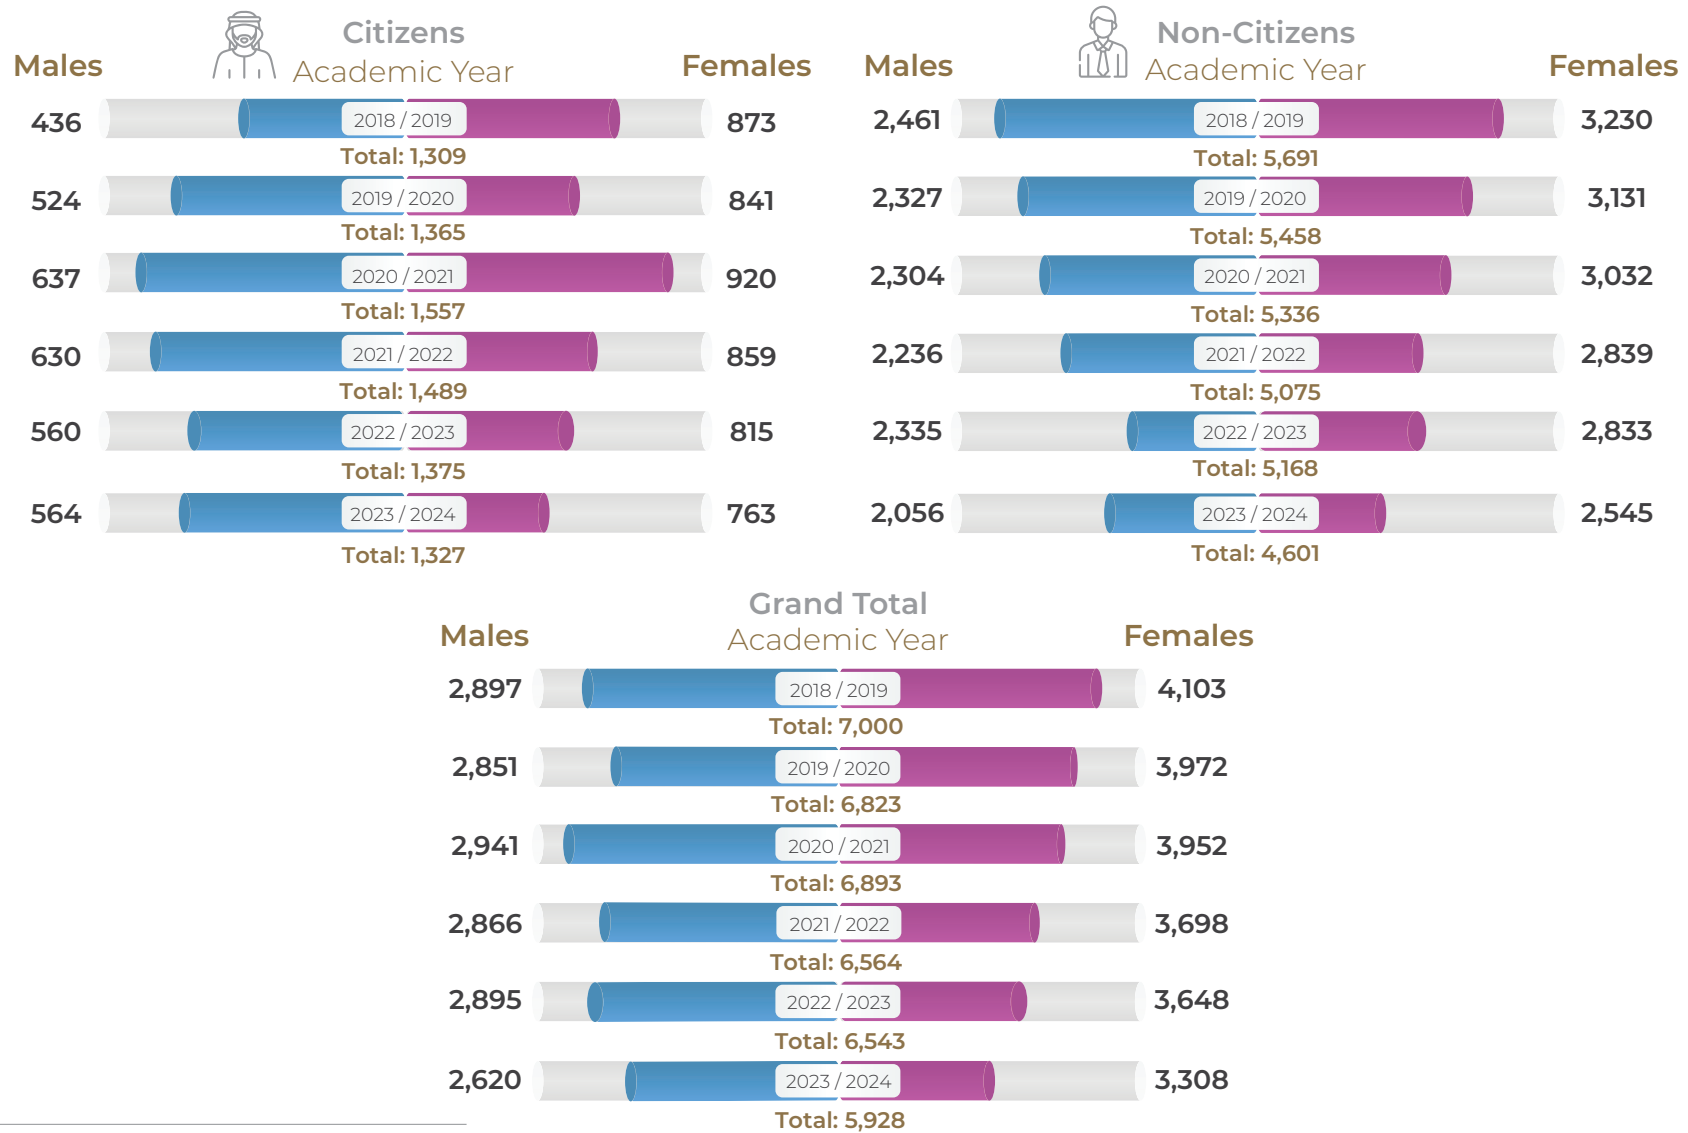 Citizens
Males Academic Year Females
436 2018 / 2019 873
Total: 1,309
524 2019 / 2020 841
Total: 1,365
637 2020 / 2021 920
Total: 1,557
630 2021 / 2022 859
Total: 1,489
560 2022 / 2023 815
Total: 1,375
564 2023 / 2024 763
Total: 1,327
Non-Citizens
Males Academic Year Females
2,461 2018 / 2019 3,230
Total: 5,691
2,327 2019 / 2020 3,131
Total: 5,458
2,304 2020 / 2021 3,032
Total: 5,336
2,236 2021 / 2022 2,839
Total: 5,075
2,335 2022 / 2023 2,833
Total: 5,168
2,056 2023 / 2024 2,545
Total: 4,601
Grand Total
Males Academic Year Females
2,897 2018 / 2019 4,103
Total: 7,000
2,851 2019 / 2020 3,972
Total: 6,823
2,941 2020 / 2021 3,952
Total: 6,893
2,866 2021 / 2022 3,698
Total: 6,564
2,895 2022 / 2023 3,648
Total: 6,543
2,620 2023 / 2024 3,308
Total: 5,928